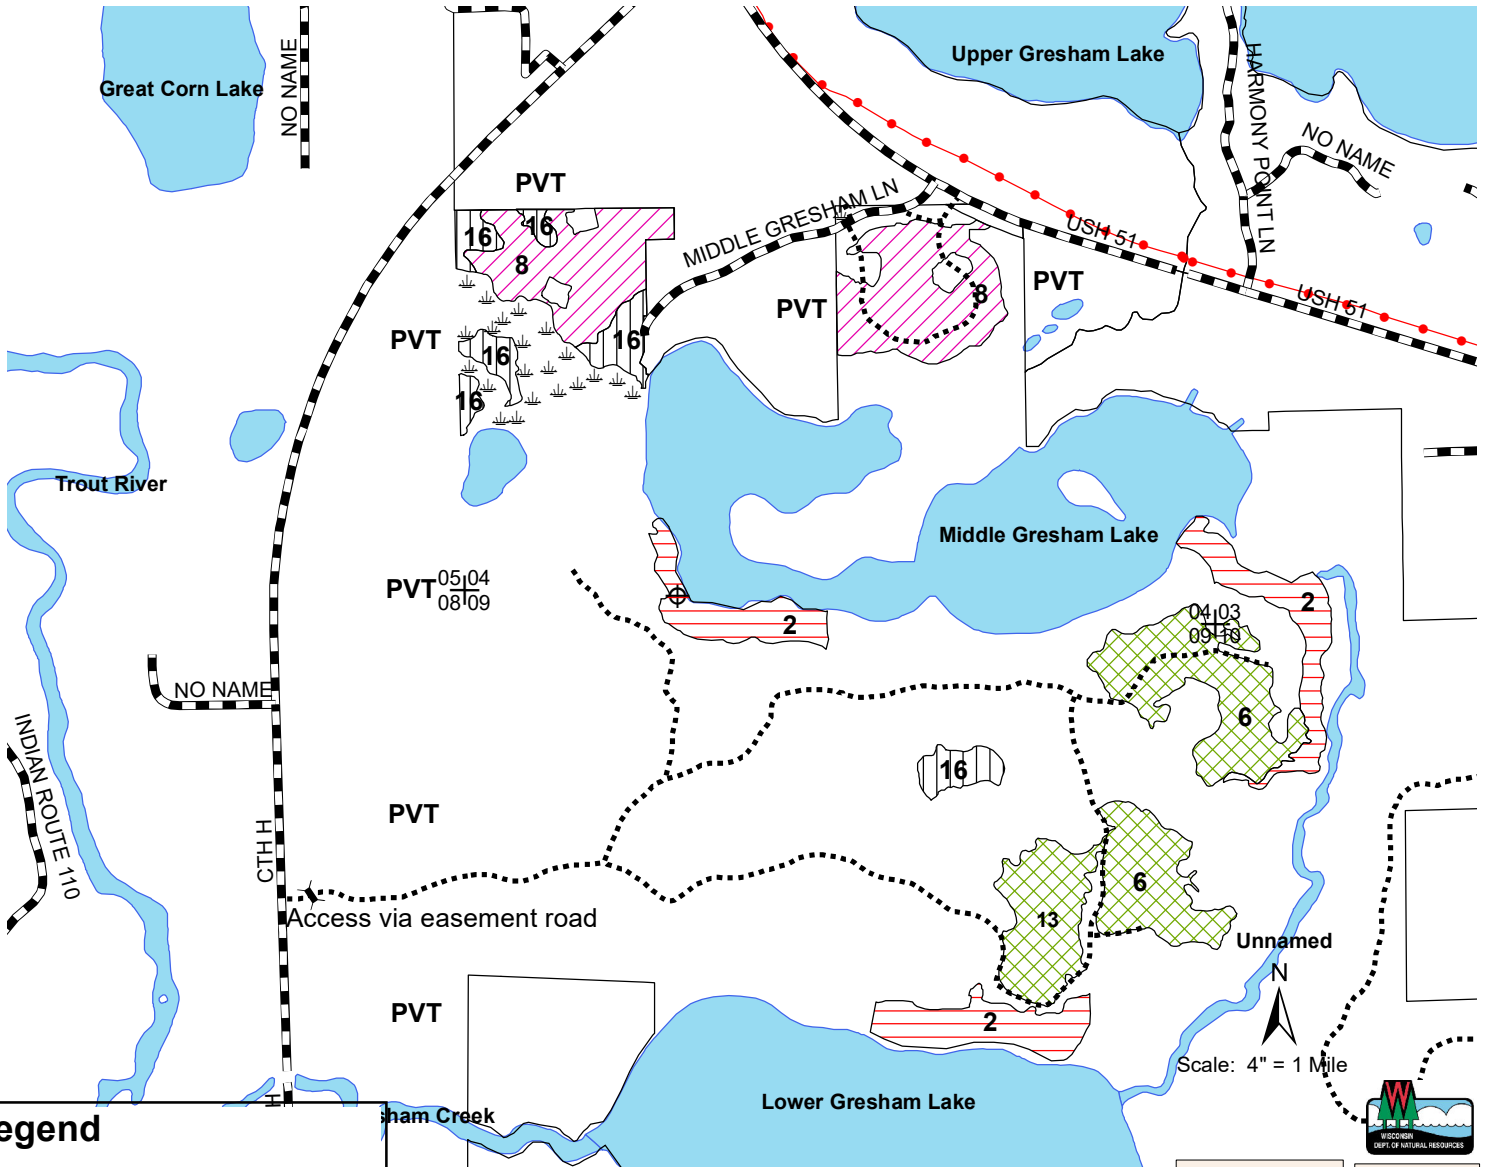 Great Corn Lake
NO NAME
Upper Gresham Lake
HARMONY POINT LN
NO NAME
PVT
MIDDLE GRESHAM LN
USH 51
16
16
8
PVT
8
PVT
USH 51
PVT
16
16
16
Trout River
Middle Gresham Lake
PVT
05 04
08 09
2
2
04 03
09 10
NO NAME
6
INDIAN ROUTE 110
16
PVT
CTH H
6
Access via easement road
13
Unnamed
N
PVT
2
Scale: 4" = 1 Mile
H
Lower Gresham Lake
sham Creek
egend
WISCONSIN
DEPT. OF NATURAL RESOURCES